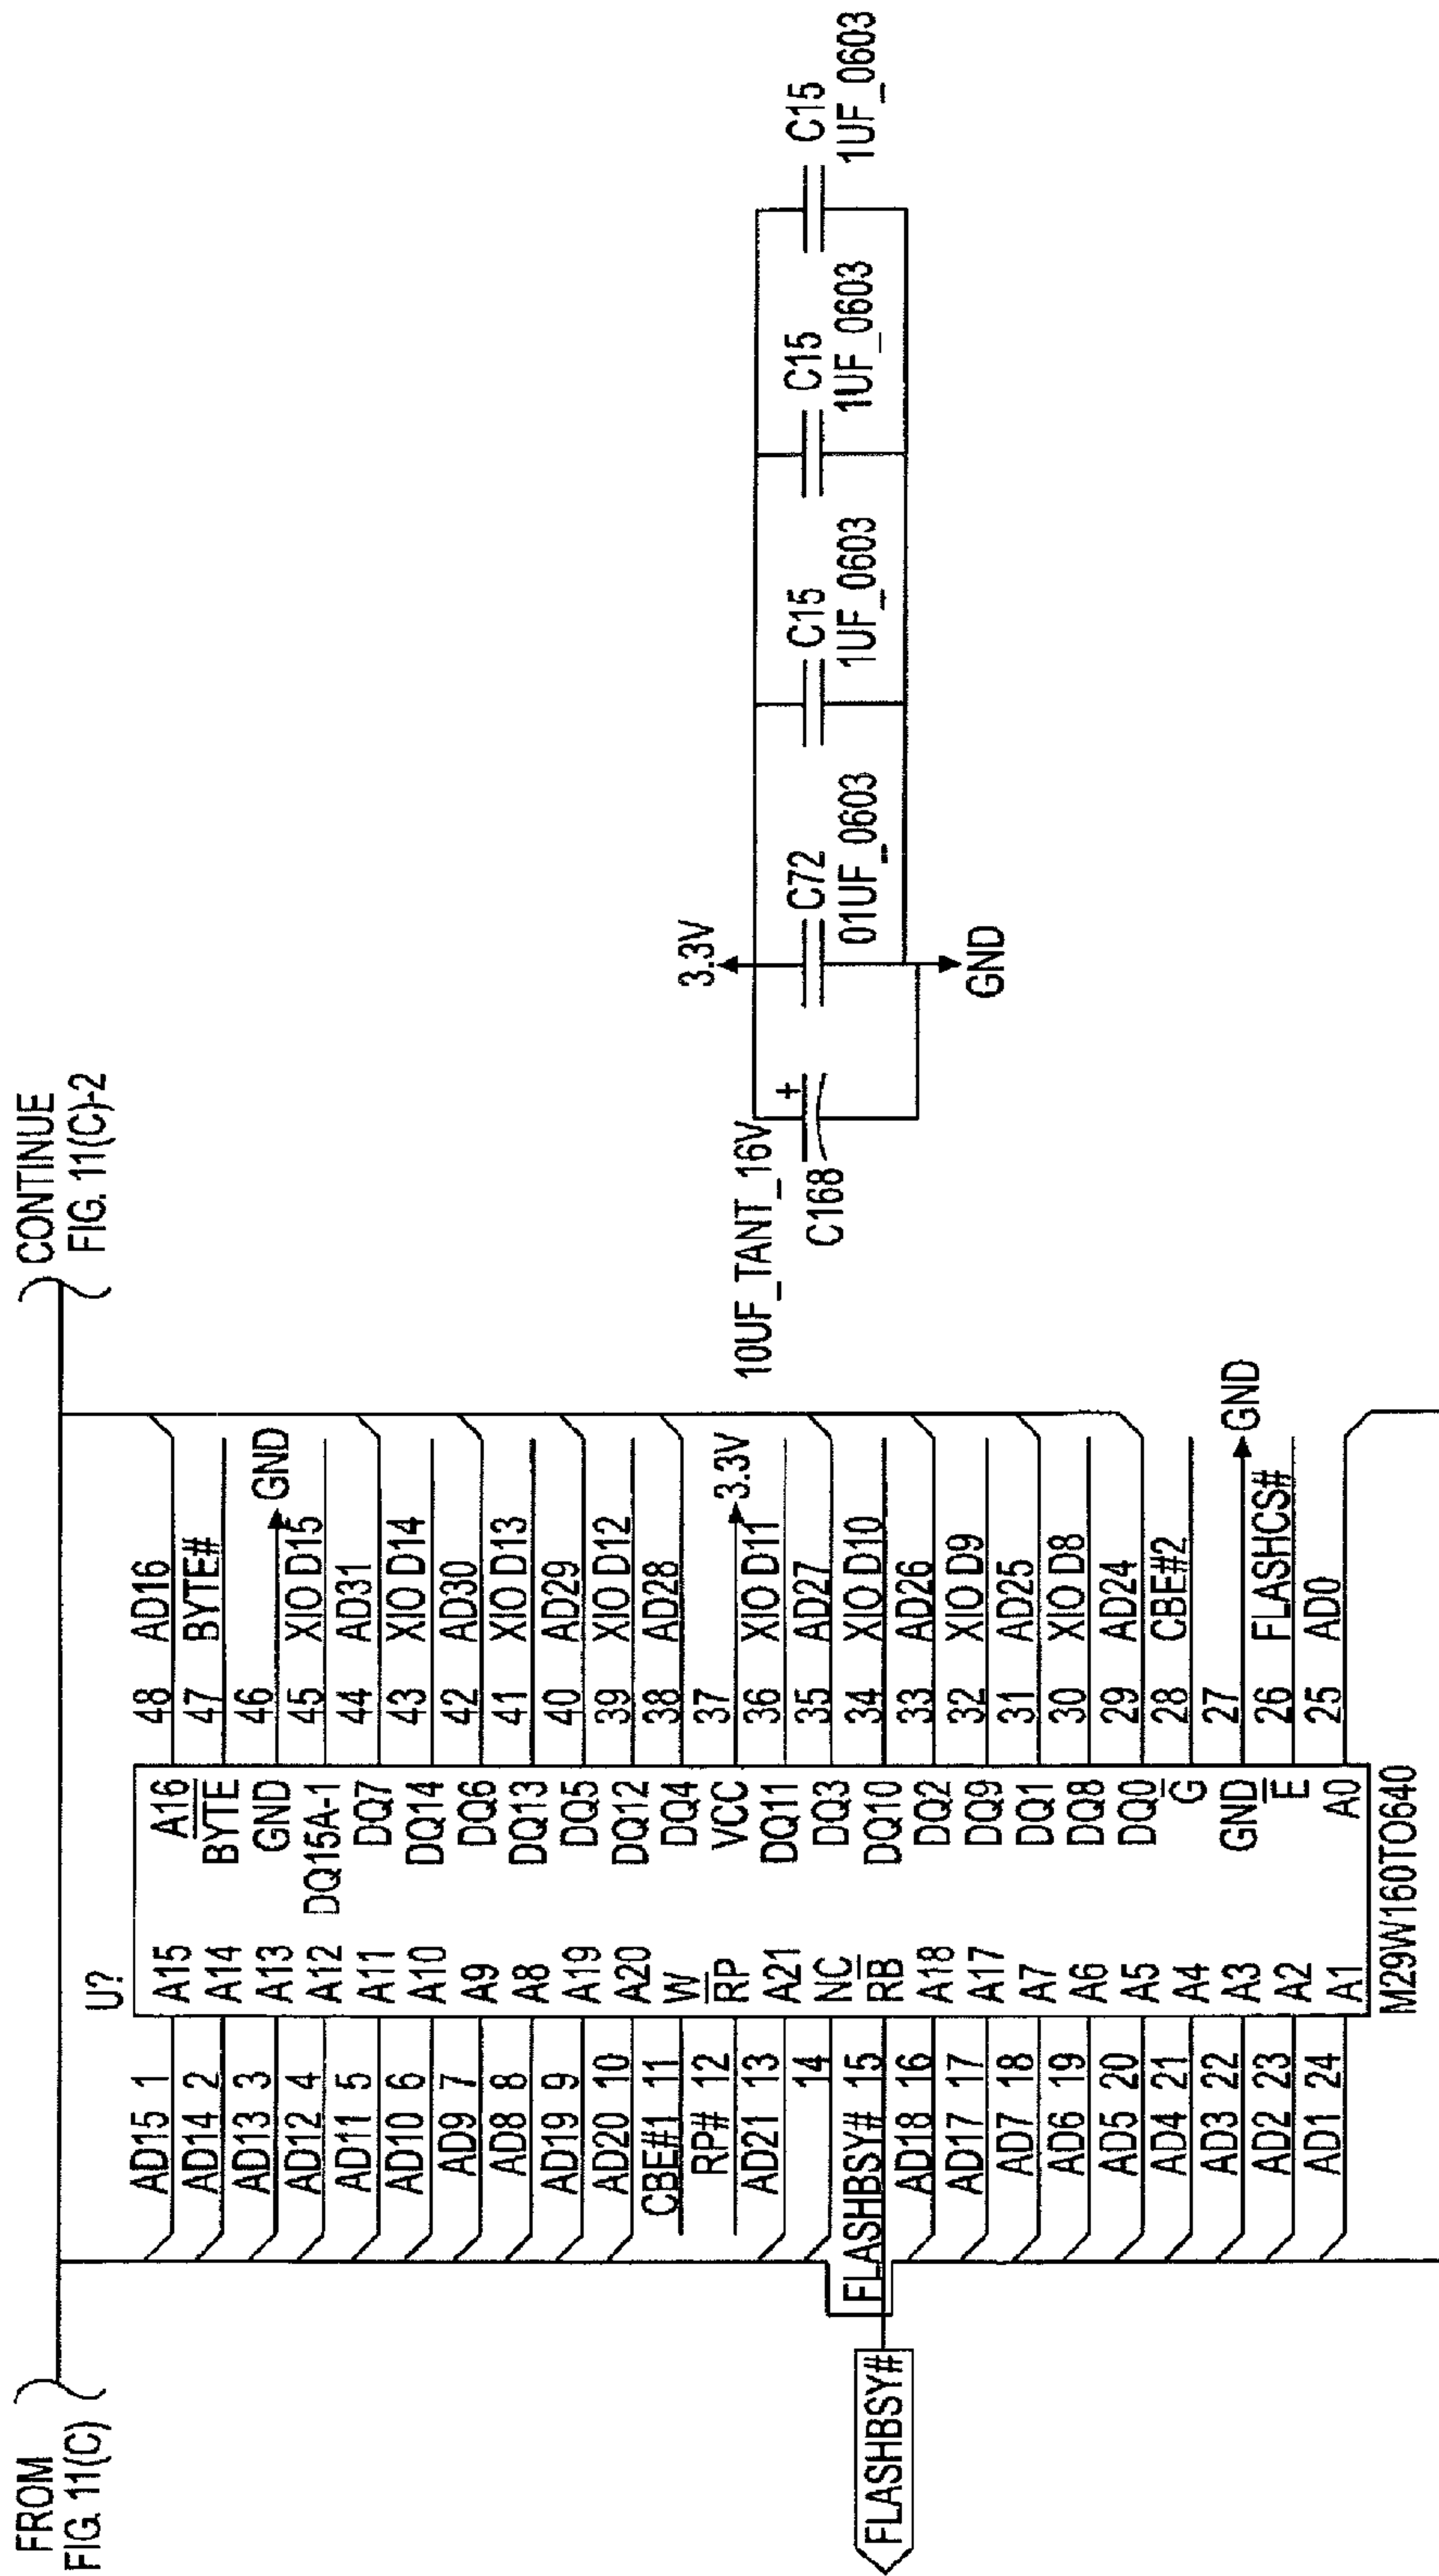 FROM
FIG. 11(C)
CONTINUE
FIG. 11(C)-2
U?
AD15 1 A15 A16 48 AD16
AD14 2 A14 BYTE 47 BYTE#
AD13 3 A13 GND 46 GND
AD12 4 A12 DQ15A-1 45 XIO D15
AD11 5 A11 DQ7 44 AD31
AD10 6 A10 DQ14 43 XIO D14
AD9 7 A9 DQ6 42 AD30
AD8 8 A8 DQ13 41 XIO D13
AD19 9 A19 DQ5 40 AD29
AD20 10 A20 DQ12 39 XIO D12
CBE#1 11 W DQ4 38 AD28
RP# 12 RP VCC 37 3.3V
AD21 13 A21 DQ11 36 XIO D11
14 NC DQ3 35 AD27
FLASHBSY# FLASHBSY# 15 RB DQ10 34 XIO D10
AD18 16 A18 DQ2 33 AD26
AD17 17 A17 DQ9 32 XIO D9
AD7 18 A7 DQ1 31 AD25
AD6 19 A6 DQ8 30 XIO D8
AD5 20 A5 DQ0 29 AD24
AD4 21 A4 G 28 CBE#2
AD3 22 A3 GND 27 GND
AD2 23 A2 E 26 FLASHCS#
AD1 24 A1 A0 25 AD0
M29W160TO640
3.3V
10UF_TANT_16V
+
C168
C72
01UF_0603
C15
1UF_0603
C15
1UF_0603
C15
1UF_0603
GND